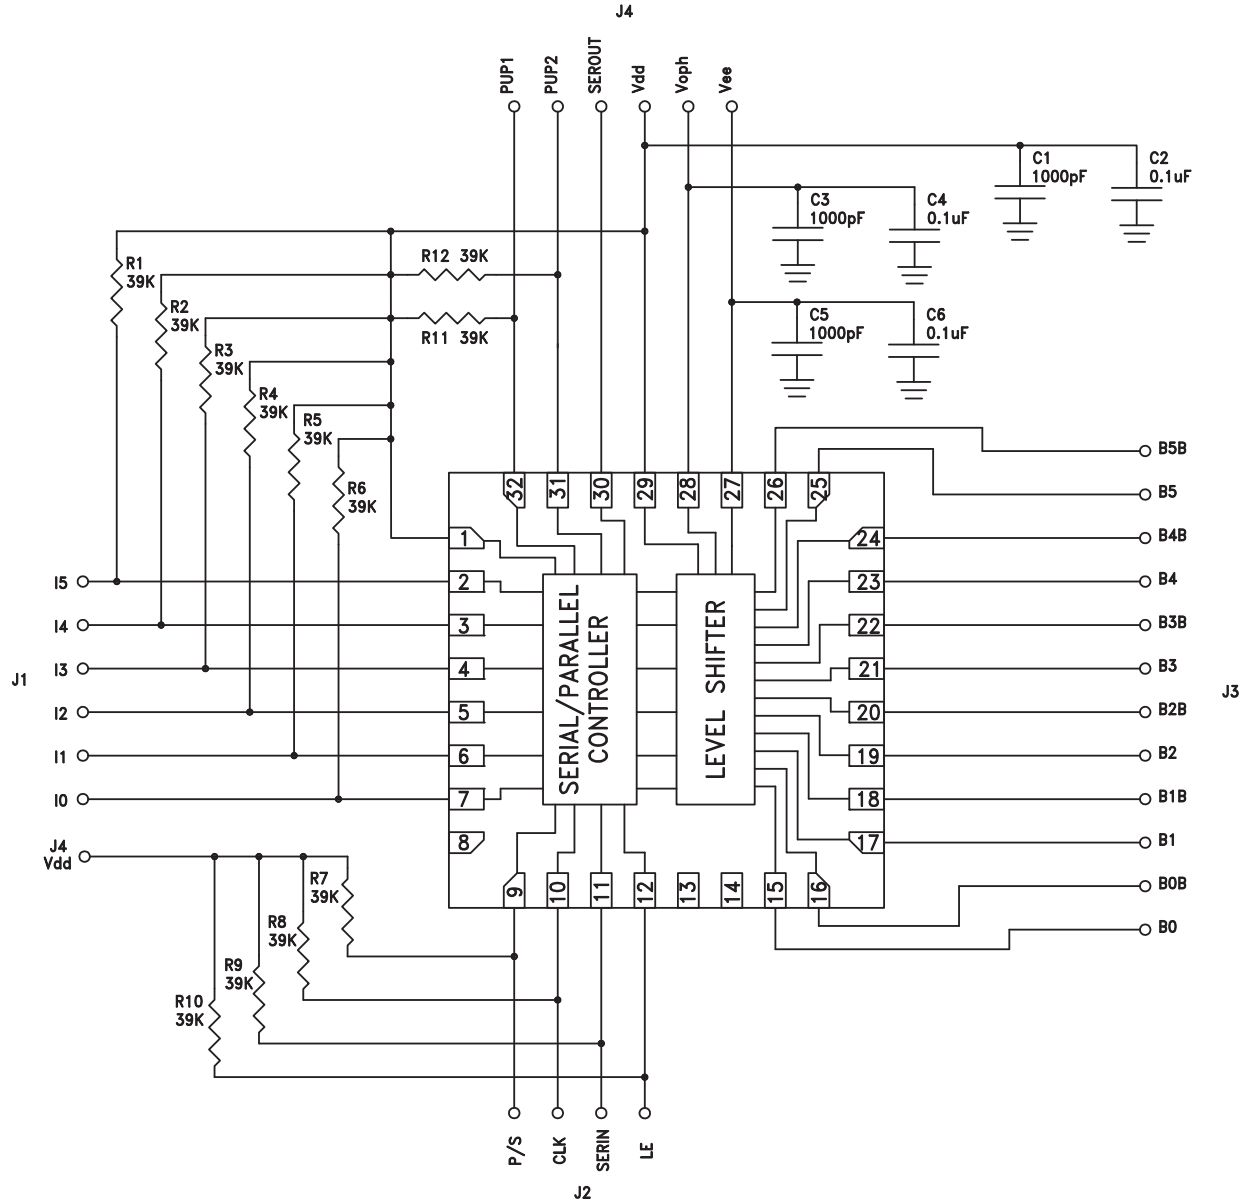 J4
PUP1
PUP2
SEROUT
Vdd
Voph
Vee
C1
1000pF
C2
0.1uF
C3
1000pF
C4
0.1uF
C5
1000pF
C6
0.1uF
R12 39K
R11 39K
R1
39K
R2
39K
R3
39K
R4
39K
R5
39K
R6
39K
32
31
30
29
28
27
26
25
1
2
3
4
5
6
7
8
24
23
22
21
20
19
18
17
9
10
11
12
13
14
15
16
SERIAL/PARALLEL
CONTROLLER
LEVEL SHIFTER
J1
I5
I4
I3
I2
I1
I0
J4
Vdd
B5B
B5
B4B
B4
B3B
B3
B2B
B2
B1B
B1
B0B
B0
J3
R7
39K
R8
39K
R9
39K
R10
39K
P/S
CLK
SERIN
LE
J2